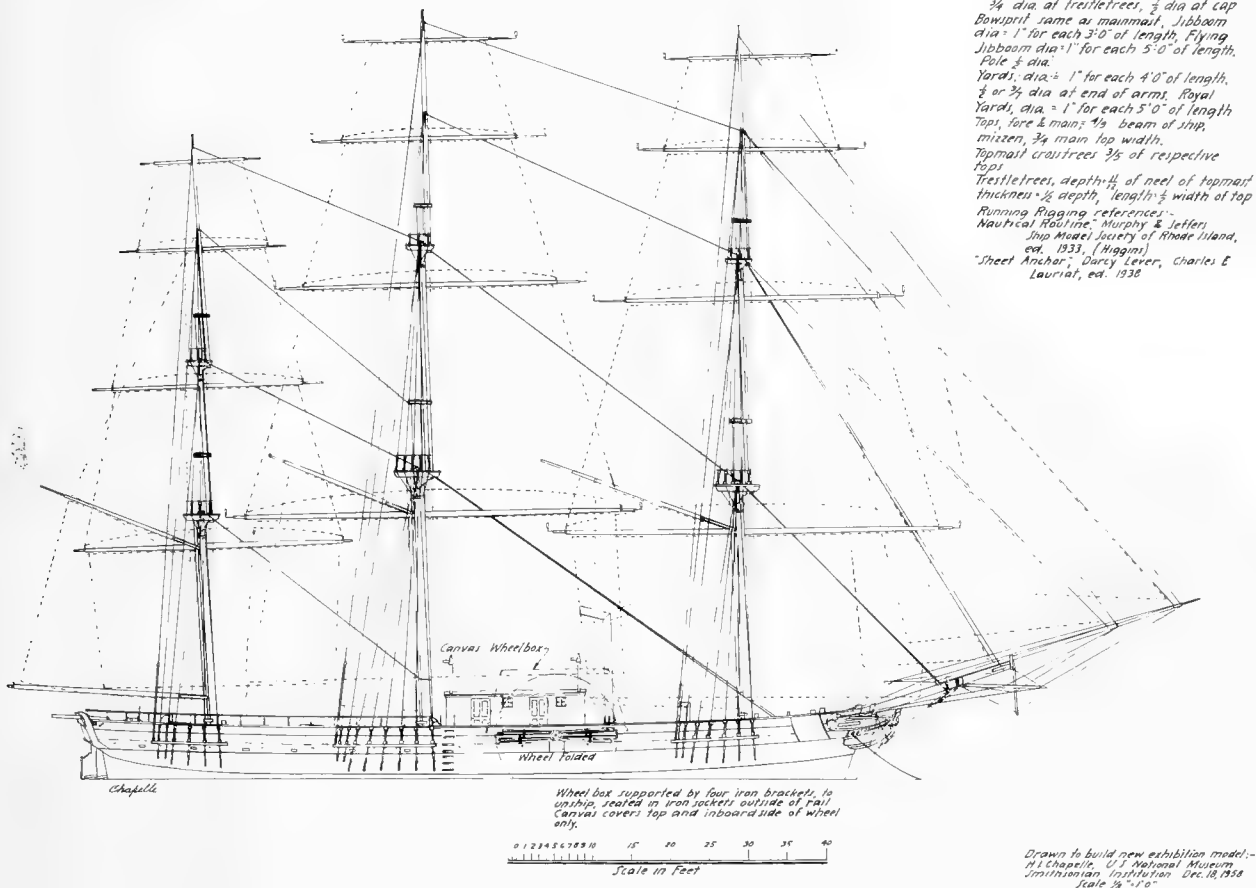 3/4 dia. at trestletrees, 1/2 dia at cap
Bowsprit same as mainmast, Jibboom
dia = 1" for each 3'0" of length, Flying
Jibboom dia = 1" for each 5'0" of length.
Pole 1/2 dia.
Yards, dia. = 1" for each 4'0" of length.
1/2 or 3/7 dia at end of arms. Royal
Yards, dia. = 1" for each 5'0" of length
Tops, fore & main; 4/9 beam of ship,
mizzen, 3/4 main top width.
Topmast crosstrees 3/5 of respective
tops
Trestletrees, depth of heel of topmast
thickness = 1/2 depth, length width of top
Running Rigging references:-
Nautical Routine," Murphy & Jeffers
Ship Model Society of Rhode Island,
ed. 1933, (Higgins)
"Sheet Anchor," Darcy Lever, Charles E
Lauriat, ed. 1938
Canvas Wheelbox
Wheel folded
Chapelle
Wheel box supported by four iron brackets, to
unship, seated in iron sockets outside of rail
Canvas covers top and inboard side of wheel
only.
0 1 2 3 4 5 6 7 8 9 10 15 20 25 30 35 40
Scale in Feet
Drawn to build new exhibition model:-
H.I. Chapelle, U.S. National Museum
Smithsonian Institution Dec. 18, 1958
Scale 1/8" = 1'0"